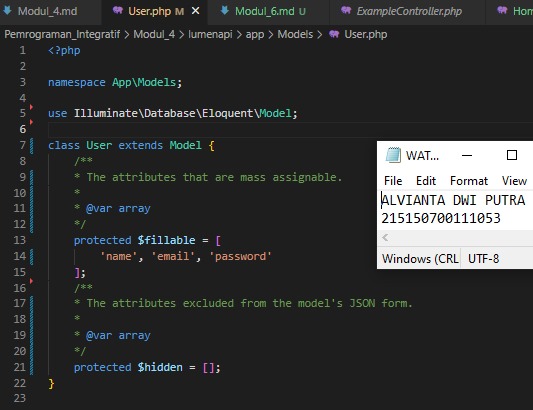 Modul_4.md User.php M × Modul_6.md U ExampleController.php Hom
Pemrograman_Integratif > Modul_4 > lumenapi > app > Models > User.php
1 <?php
2
3 namespace App\Models;
4
5 use Illuminate\Database\Eloquent\Model;
6
7 class User extends Model {
8 /**
9 * The attributes that are mass assignable.
10 *
11 * @var array
12 */
13 protected $fillable = [
14 'name', 'email', 'password'
15 ];
16 /**
17 * The attributes excluded from the model's JSON form.
18 *
19 * @var array
20 */
21 protected $hidden = [];
22 }
23
WAT...
File Edit Format View
ALVIANTA DWI PUTRA
215150700111053
Windows (CRL UTF-8